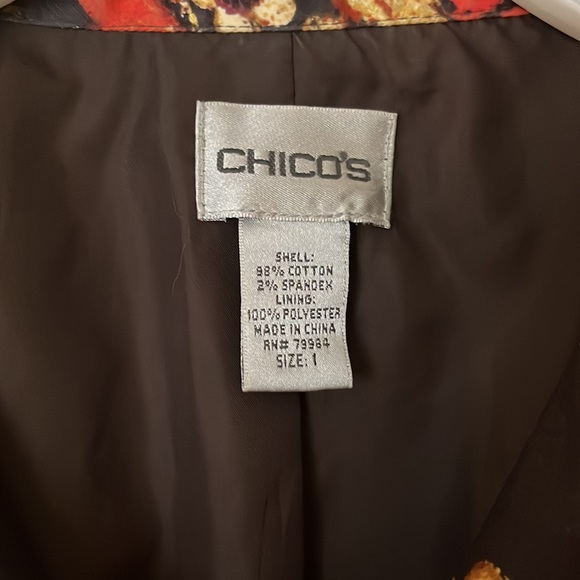 CHICO'S
SHELL:
98% COTTON
2% SPANDEX
LINING:
100% POLYESTER
MADE IN CHINA
RN# 79984
SIZE: 1